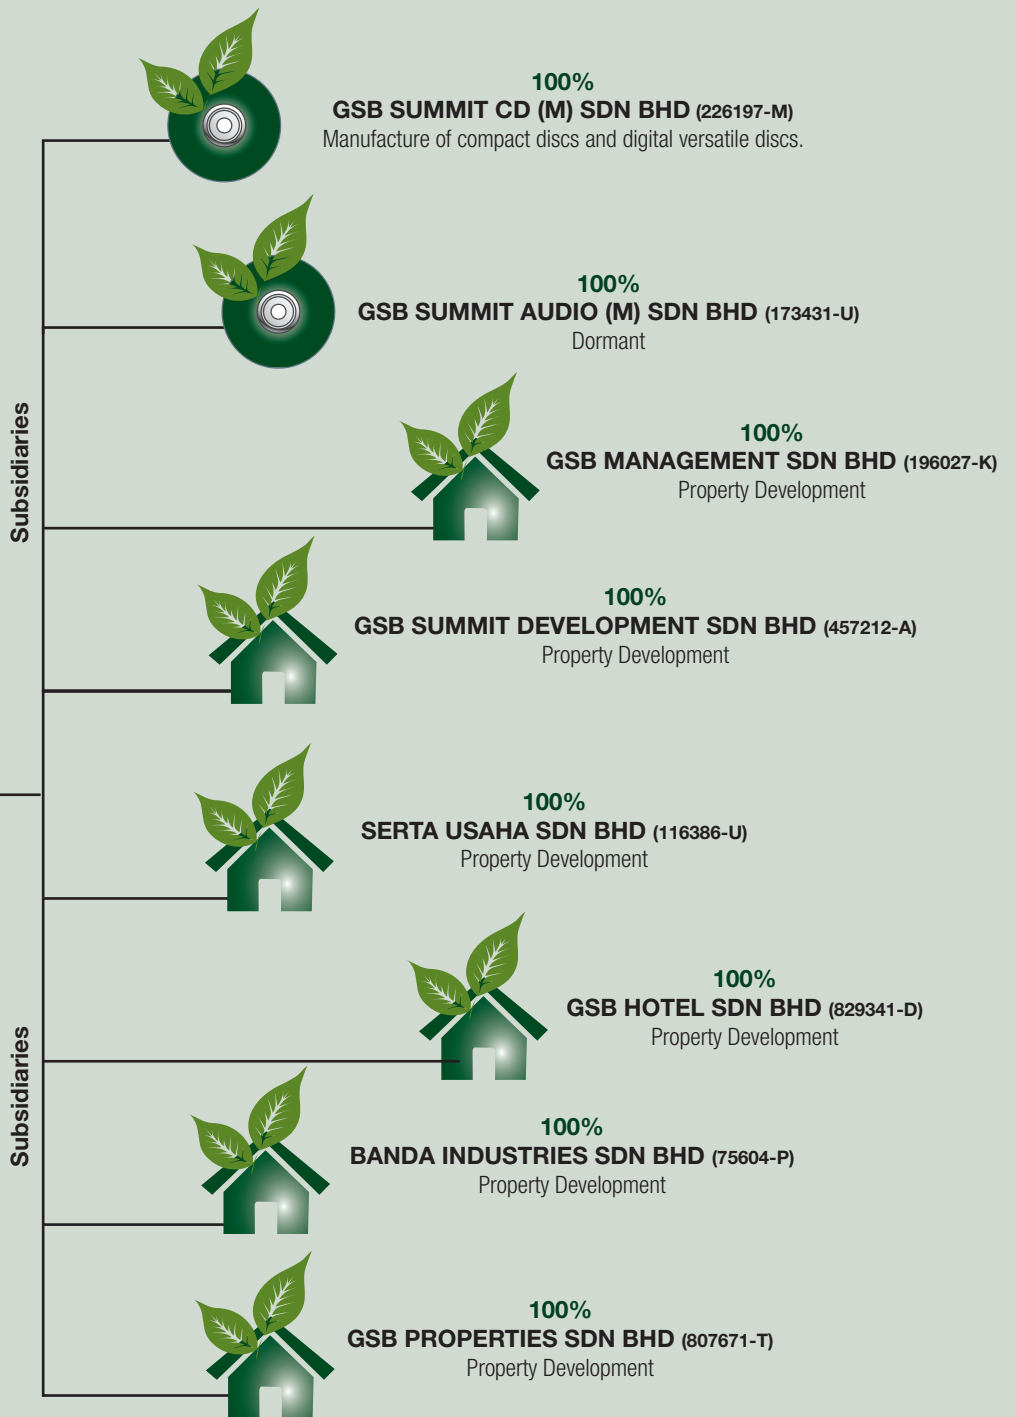 100%
GSB SUMMIT CD (M) SDN BHD (226197-M)
Manufacture of compact discs and digital versatile discs.
100%
GSB SUMMIT AUDIO (M) SDN BHD (173431-U)
Dormant
Subsidiaries
100%
GSB MANAGEMENT SDN BHD (196027-K)
Property Development
100%
GSB SUMMIT DEVELOPMENT SDN BHD (457212-A)
Property Development
100%
SERTA USAHA SDN BHD (116386-U)
Property Development
100%
GSB HOTEL SDN BHD (829341-D)
Property Development
Subsidiaries
100%
BANDA INDUSTRIES SDN BHD (75604-P)
Property Development
100%
GSB PROPERTIES SDN BHD (807671-T)
Property Development